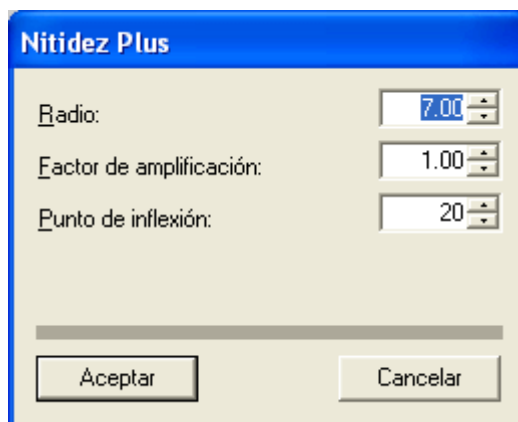 Nitidez Plus
Radio: 7.00
Factor de amplificación: 1.00
Punto de inflexión: 20
Aceptar Cancelar